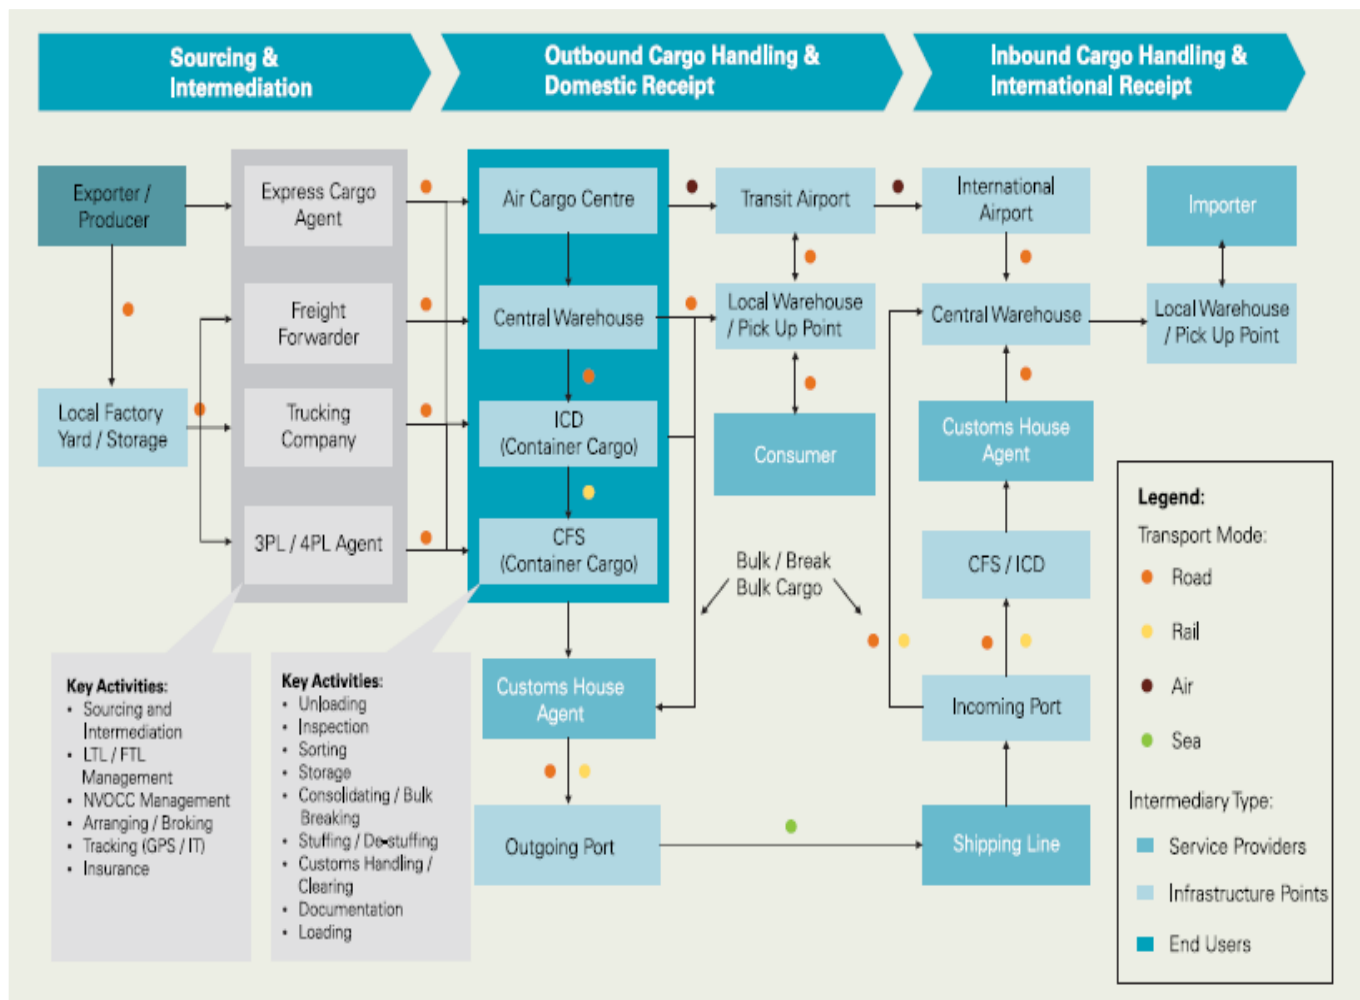 Sourcing &
Intermediation
Outbound Cargo Handling &
Domestic Receipt
Inbound Cargo Handling &
International Receipt
Exporter /
Producer
Express Cargo
Agent
Air Cargo Centre
Transit Airport
International
Airport
Importer
Freight
Forwarder
Central Warehouse
Local Warehouse
/ Pick Up Point
Central Warehouse
Local Warehouse
/ Pick Up Point
Local Factory
Yard / Storage
Trucking
Company
ICD
(Container Cargo)
Consumer
Customs House
Agent
3PL / 4PL Agent
CFS
(Container Cargo)
Bulk / Break
Bulk Cargo
CFS / ICD
Customs House
Agent
Incoming Port
Outgoing Port
Shipping Line
Key Activities:
• Sourcing and
Intermediation
• LTL / FTL
Management
• NVOCC Management
• Arranging / Broking
• Tracking (GPS / IT)
• Insurance
Key Activities:
• Unloading
• Inspection
• Sorting
• Storage
• Consolidating / Bulk
Breaking
• Stuffing / De-stuffing
• Customs Handling /
Clearing
• Documentation
• Loading
Legend:
Transport Mode:
Road
Rail
Air
Sea
Intermediary Type:
Service Providers
Infrastructure Points
End Users